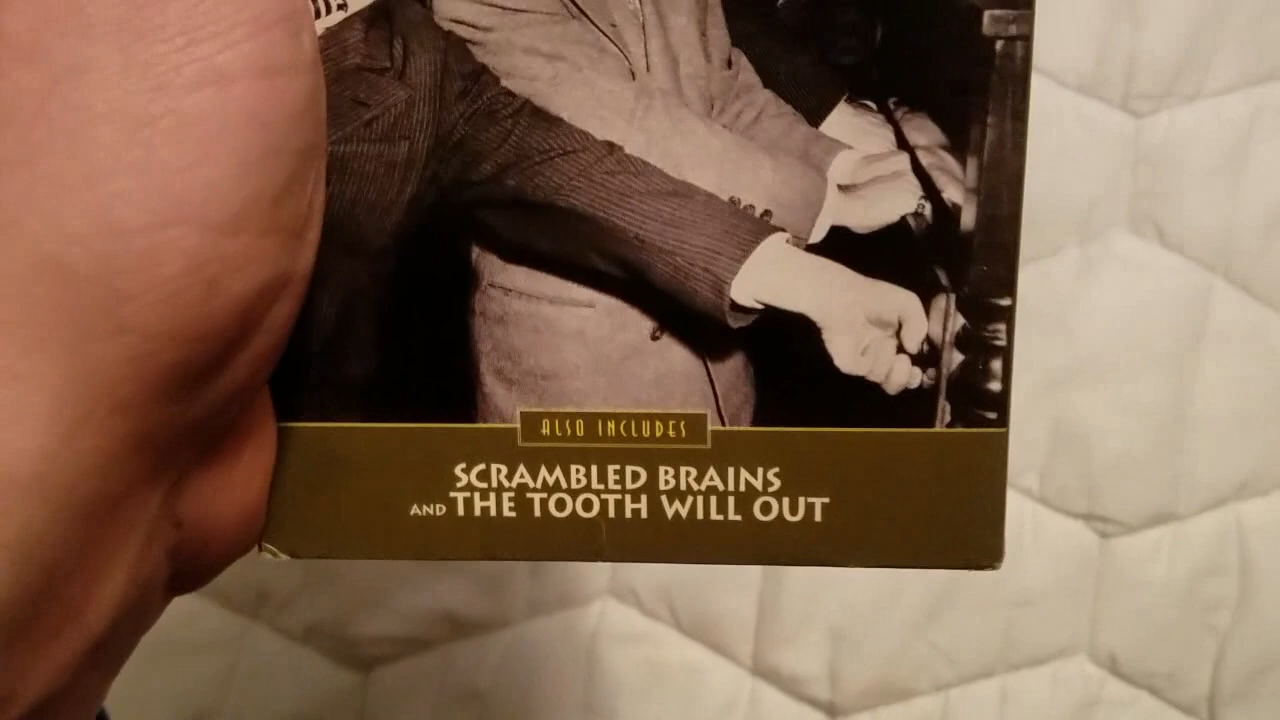 ALSO INCLUDES
SCRAMBLED BRAINS
AND THE TOOTH WILL OUT